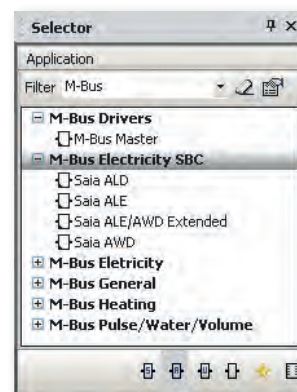 Selector
Application
Filter M-Bus
M-Bus Drivers
M-Bus Master
M-Bus Electricity SBC
Saia ALD
Saia ALE
Saia ALE/AWD Extended
Saia AWD
M-Bus Eletricity
M-Bus General
M-Bus Heating
M-Bus Pulse/Water/Volume
S R U